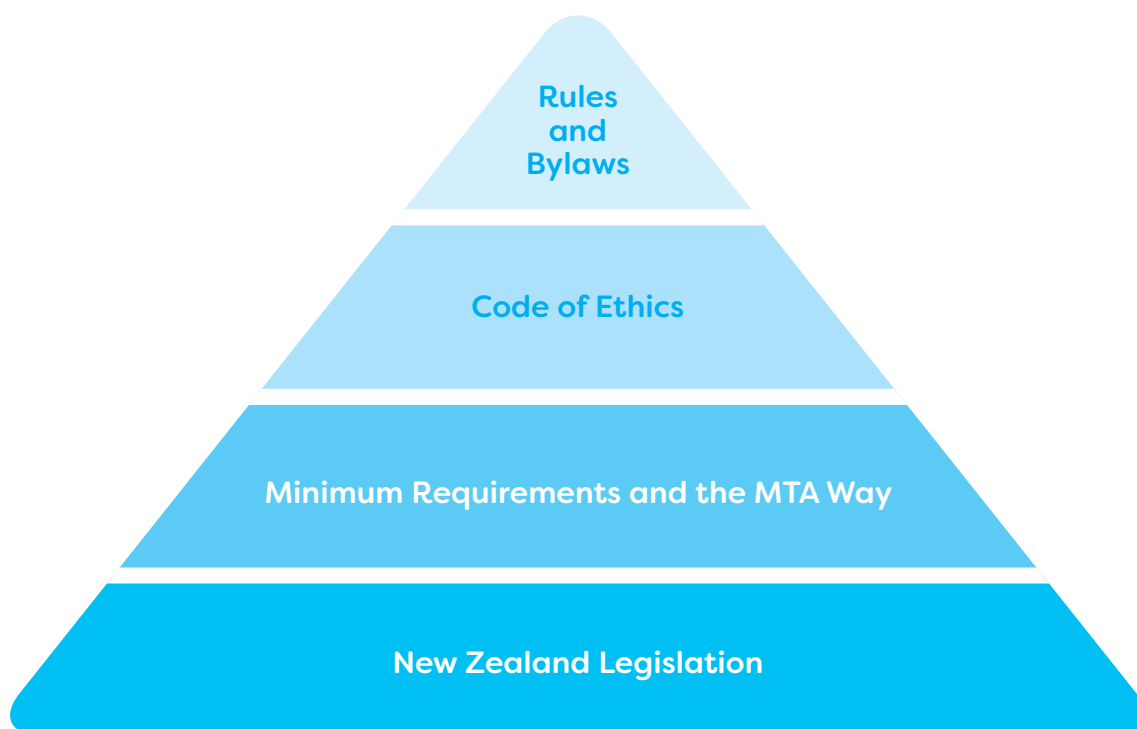 Rules
and
Bylaws
Code of Ethics
Minimum Requirements and the MTA Way
New Zealand Legislation